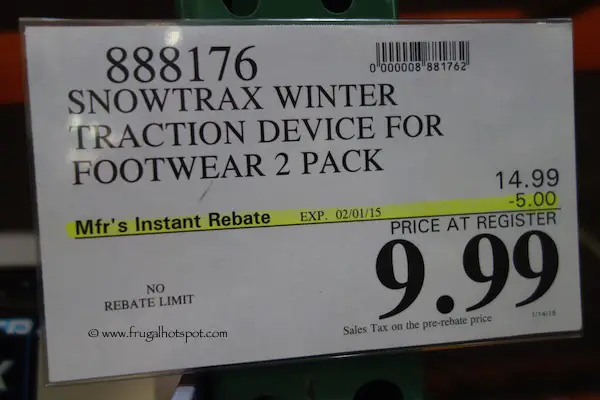 888176
0 000008 881762
SNOWTRAX WINTER
TRACTION DEVICE FOR
FOOTWEAR 2 PACK
14.99
Mfr's Instant Rebate EXP. 02/01/15 -5.00
PRICE AT REGISTER
9.99
NO
REBATE LIMIT
© www.frugalhotspot.com
Sales Tax on the pre-rebate price
1/14/15